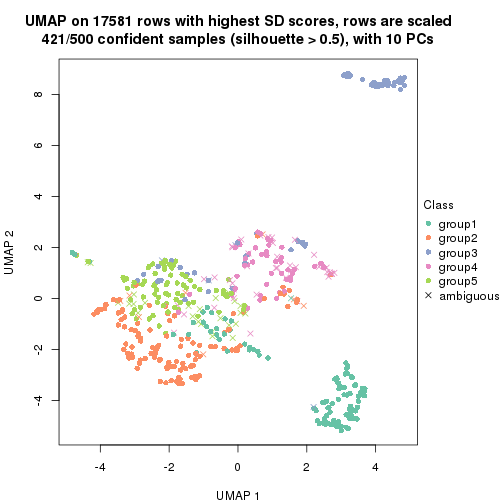 UMAP on 17581 rows with highest SD scores, rows are scaled
421/500 confident samples (silhouette > 0.5), with 10 PCs
8
6
4
2
0
-2
-4
UMAP 2
-4
-2
0
2
4
UMAP 1
Class
group1
group2
group3
group4
group5
ambiguous